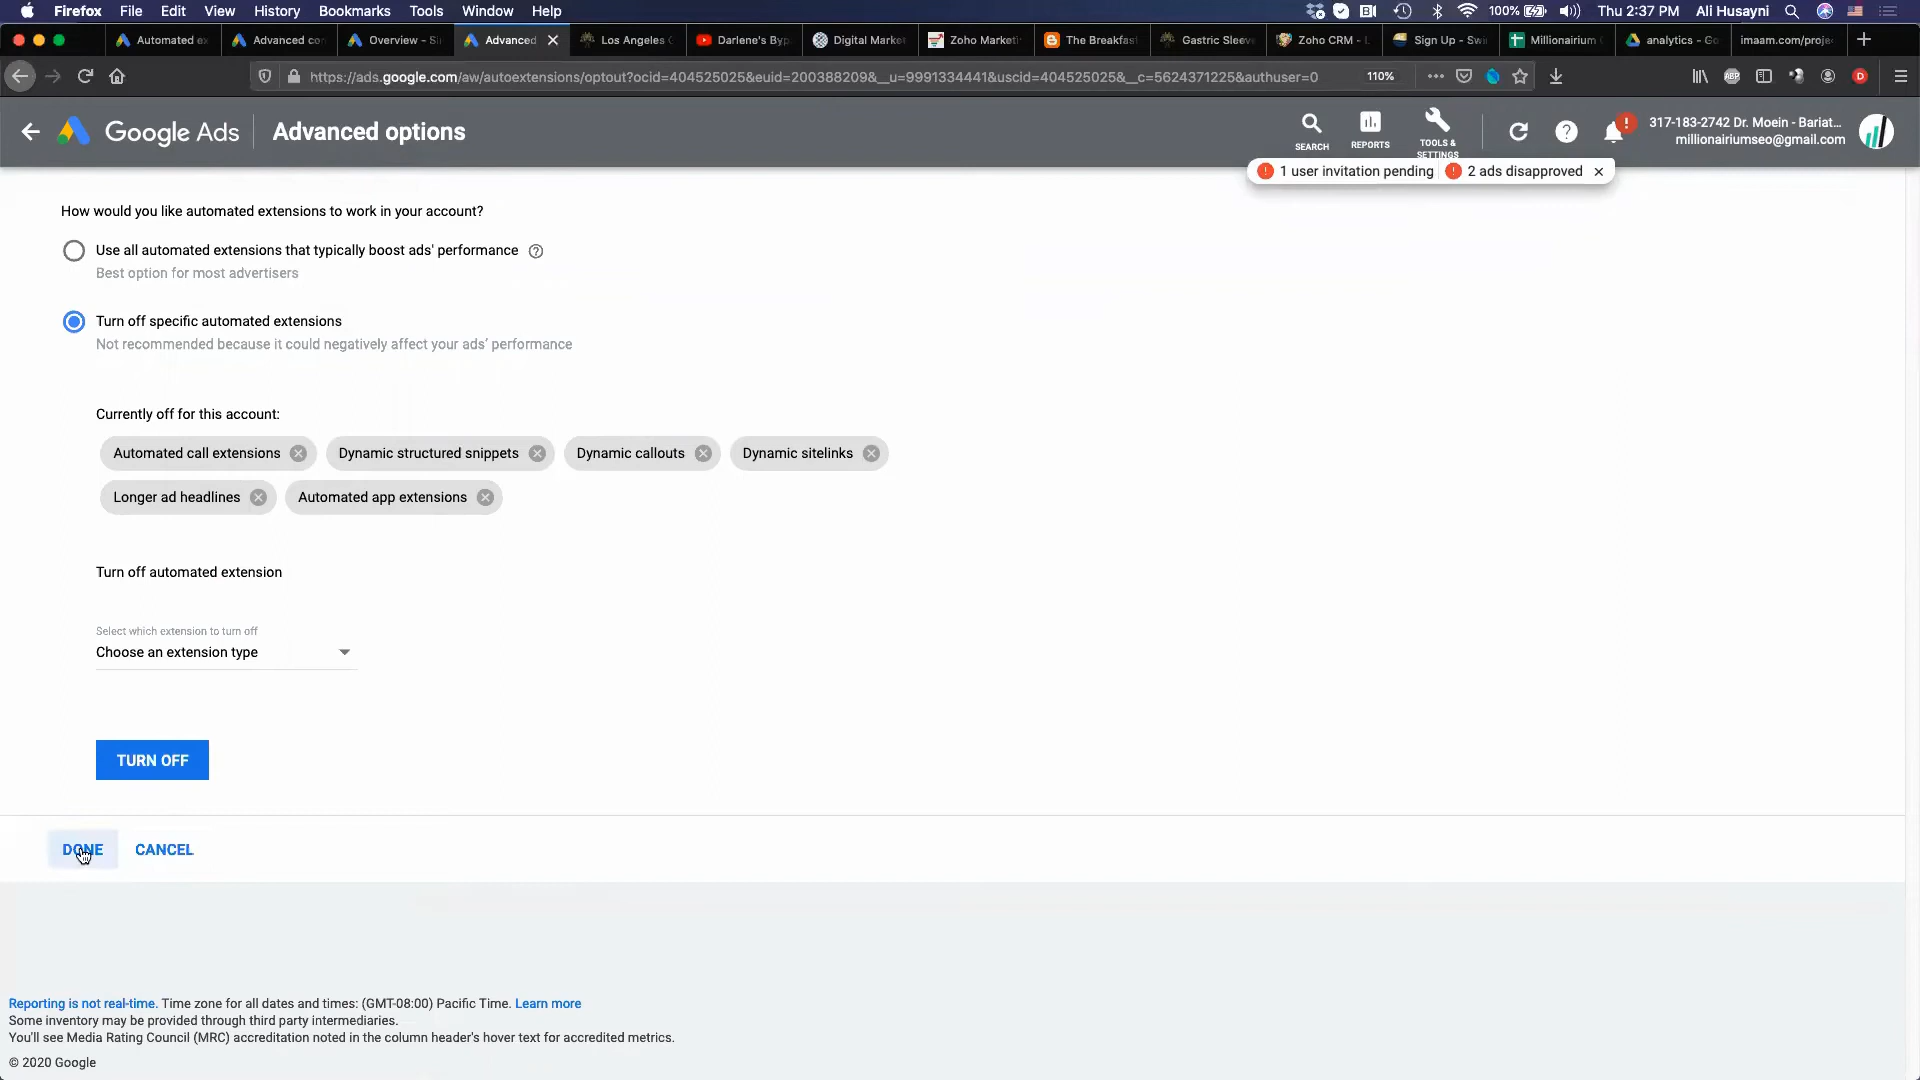 Firefox File Edit View History Bookmarks Tools Window Help 100% Thu 2:37 PM Ali Husayni
Automated ex Advanced con Overview - Si Advanced Los Angeles Darlene's Byp Digital Marke Zoho Marketi The Breakfas Gastric Sleev Zoho CRM - L Sign Up - Swi Millionairium analytics - Go imaam.com/proje
https://ads.google.com/aw/autoextensions/optout?ocid=404525025&euid=200388209&__u=9991334441&uscid=404525025&__c=5624371225&authuser=0 110% ABP D
Google Ads Advanced options SEARCH REPORTS TOOLS & SETTINGS
317-183-2742 Dr. Moein - Bariat...
millionairiumseo@gmail.com
1 user invitation pending 2 ads disapproved
How would you like automated extensions to work in your account?
Use all automated extensions that typically boost ads' performance
Best option for most advertisers
Turn off specific automated extensions
Not recommended because it could negatively affect your ads' performance
Currently off for this account:
Automated call extensions Dynamic structured snippets Dynamic callouts Dynamic sitelinks
Longer ad headlines Automated app extensions
Turn off automated extension
Select which extension to turn off
Choose an extension type
TURN OFF
DONE CANCEL
Reporting is not real-time. Time zone for all dates and times: (GMT-08:00) Pacific Time. Learn more
Some inventory may be provided through third party intermediaries.
You'll see Media Rating Council (MRC) accreditation noted in the column header's hover text for accredited metrics.
© 2020 Google